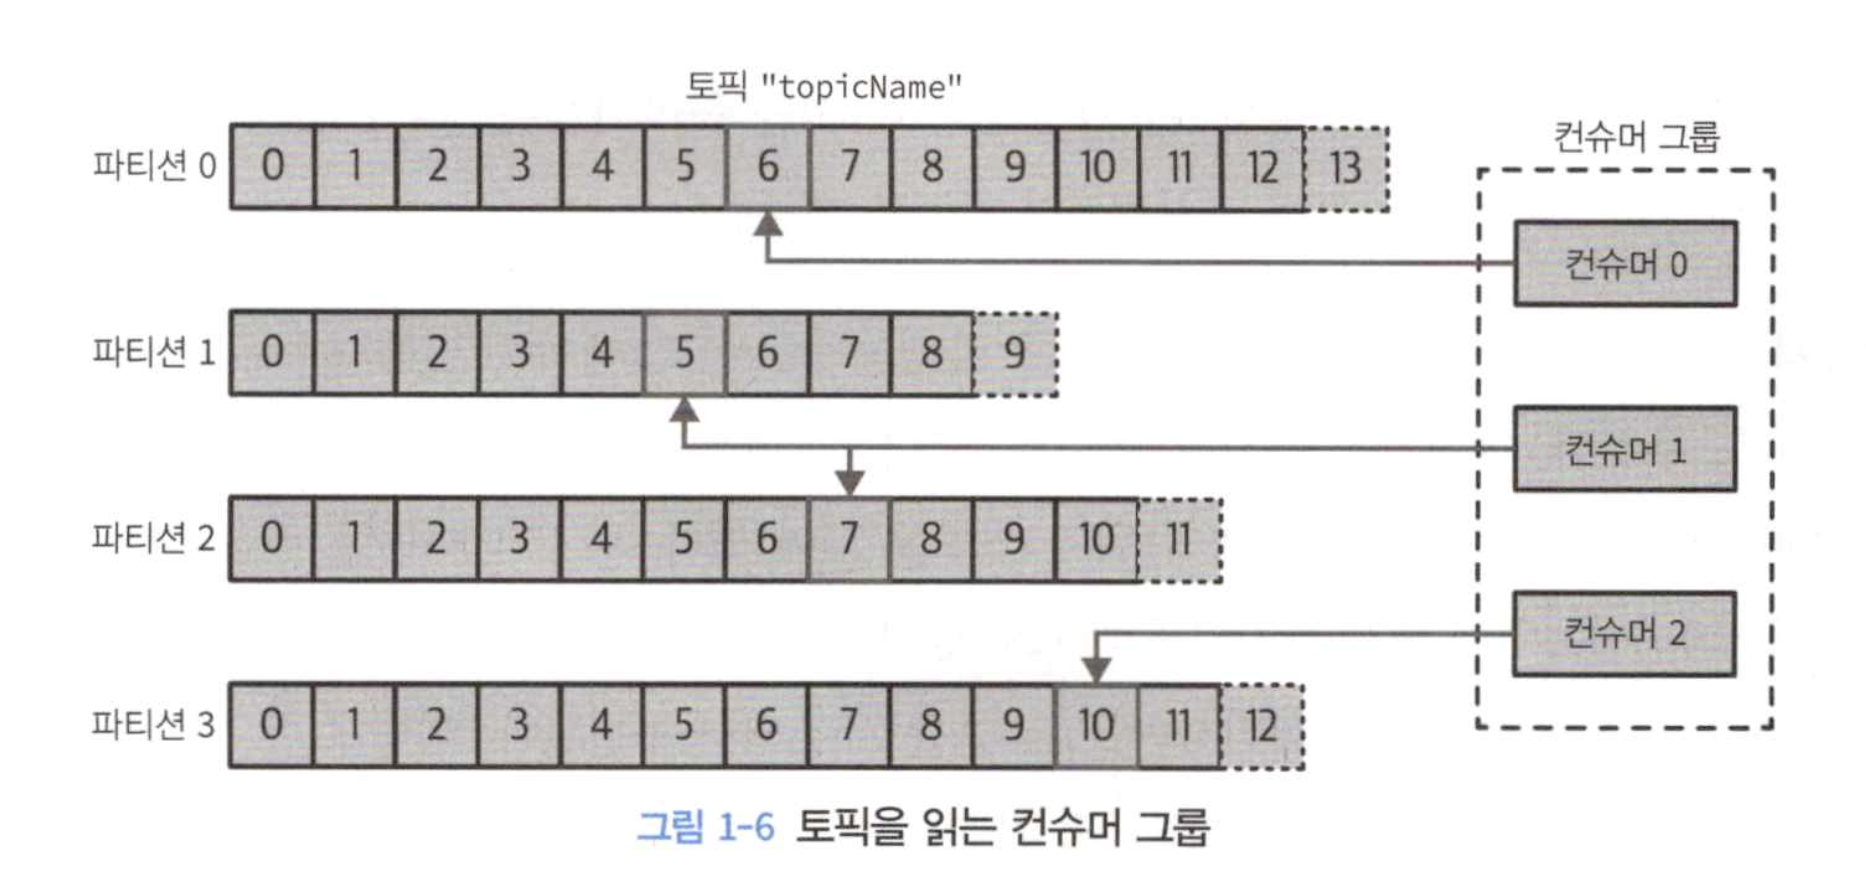 토픽 "topicName"
파티션 0 0 1 2 3 4 5 6 7 8 9 10 11 12 13
컨슈머 그룹
컨슈머 0
파티션 1 0 1 2 3 4 5 6 7 8 9
컨슈머 1
파티션 2 0 1 2 3 4 5 6 7 8 9 10 11
컨슈머 2
파티션 3 0 1 2 3 4 5 6 7 8 9 10 11 12
그림 1-6 토픽을 읽는 컨슈머 그룹